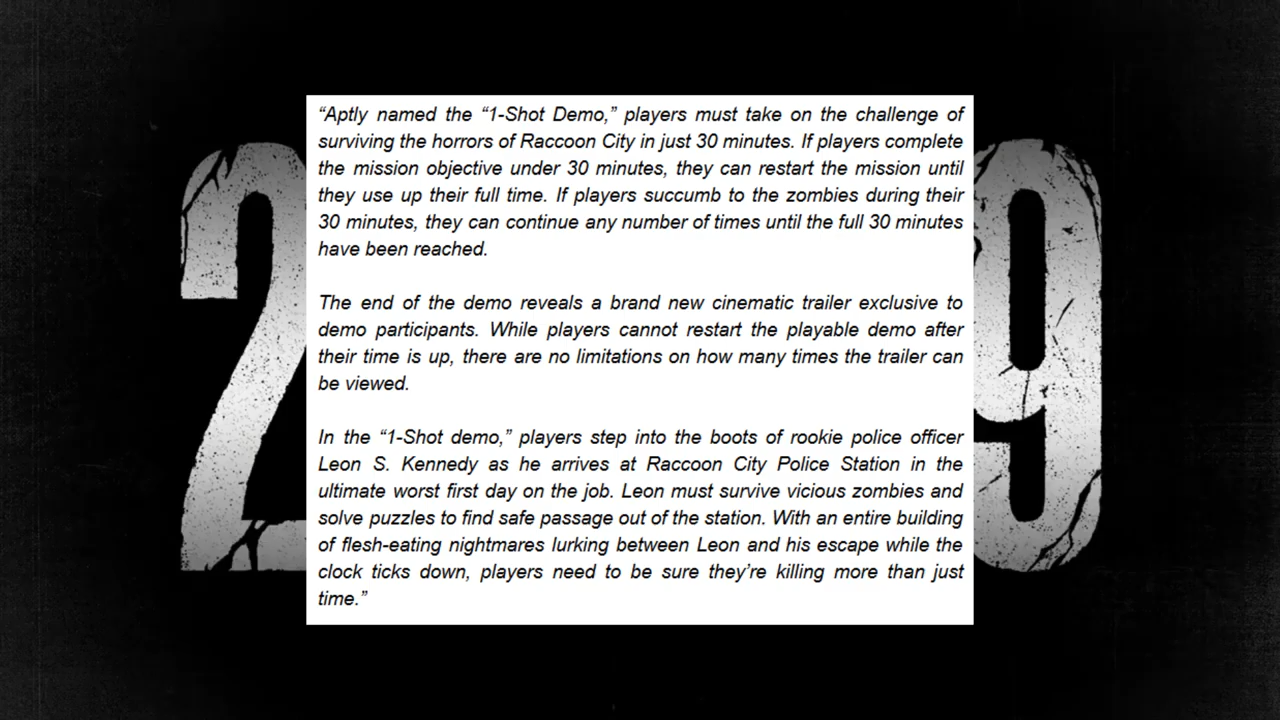 “Aptly named the “1-Shot Demo,” players must take on the challenge of
surviving the horrors of Raccoon City in just 30 minutes. If players complete
the mission objective under 30 minutes, they can restart the mission until
they use up their full time. If players succumb to the zombies during their
30 minutes, they can continue any number of times until the full 30 minutes
have been reached.
The end of the demo reveals a brand new cinematic trailer exclusive to
demo participants. While players cannot restart the playable demo after
their time is up, there are no limitations on how many times the trailer can
be viewed.
In the “1-Shot demo,” players step into the boots of rookie police officer
Leon S. Kennedy as he arrives at Raccoon City Police Station in the
ultimate worst first day on the job. Leon must survive vicious zombies and
solve puzzles to find safe passage out of the station. With an entire building
of flesh-eating nightmares lurking between Leon and his escape while the
clock ticks down, players need to be sure they’re killing more than just
time.”
2 9